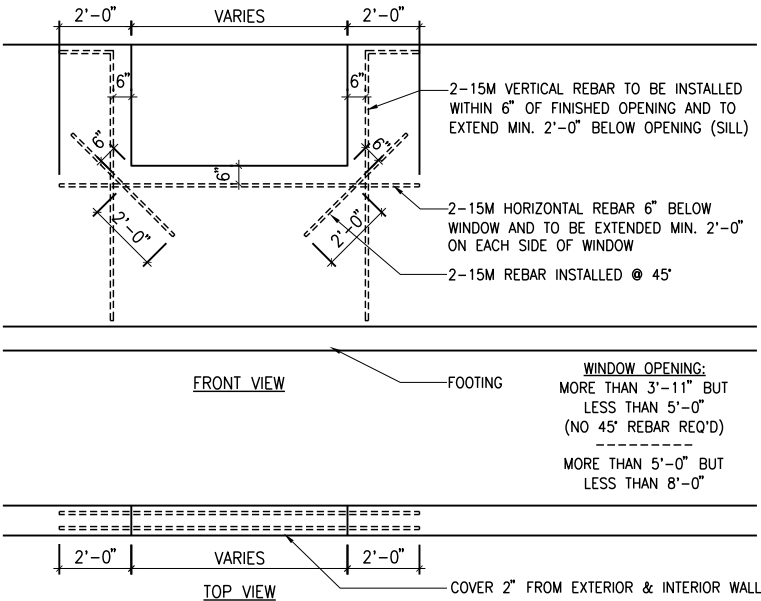 2'-0" VARIES 2'-0"
6" 6"
2-15M VERTICAL REBAR TO BE INSTALLED
WITHIN 6" OF FINISHED OPENING AND TO
EXTEND MIN. 2'-0" BELOW OPENING (SILL)
6" 6" 6"
2'-0" 2'-0"
2-15M HORIZONTAL REBAR 6" BELOW
WINDOW AND TO BE EXTENDED MIN. 2'-0"
ON EACH SIDE OF WINDOW
2-15M REBAR INSTALLED @ 45°
FRONT VIEW
FOOTING
WINDOW OPENING:
MORE THAN 3'-11" BUT
LESS THAN 5'-0"
(NO 45° REBAR REQ'D)
----------
MORE THAN 5'-0" BUT
LESS THAN 8'-0"
2'-0" VARIES 2'-0"
TOP VIEW
COVER 2" FROM EXTERIOR & INTERIOR WALL